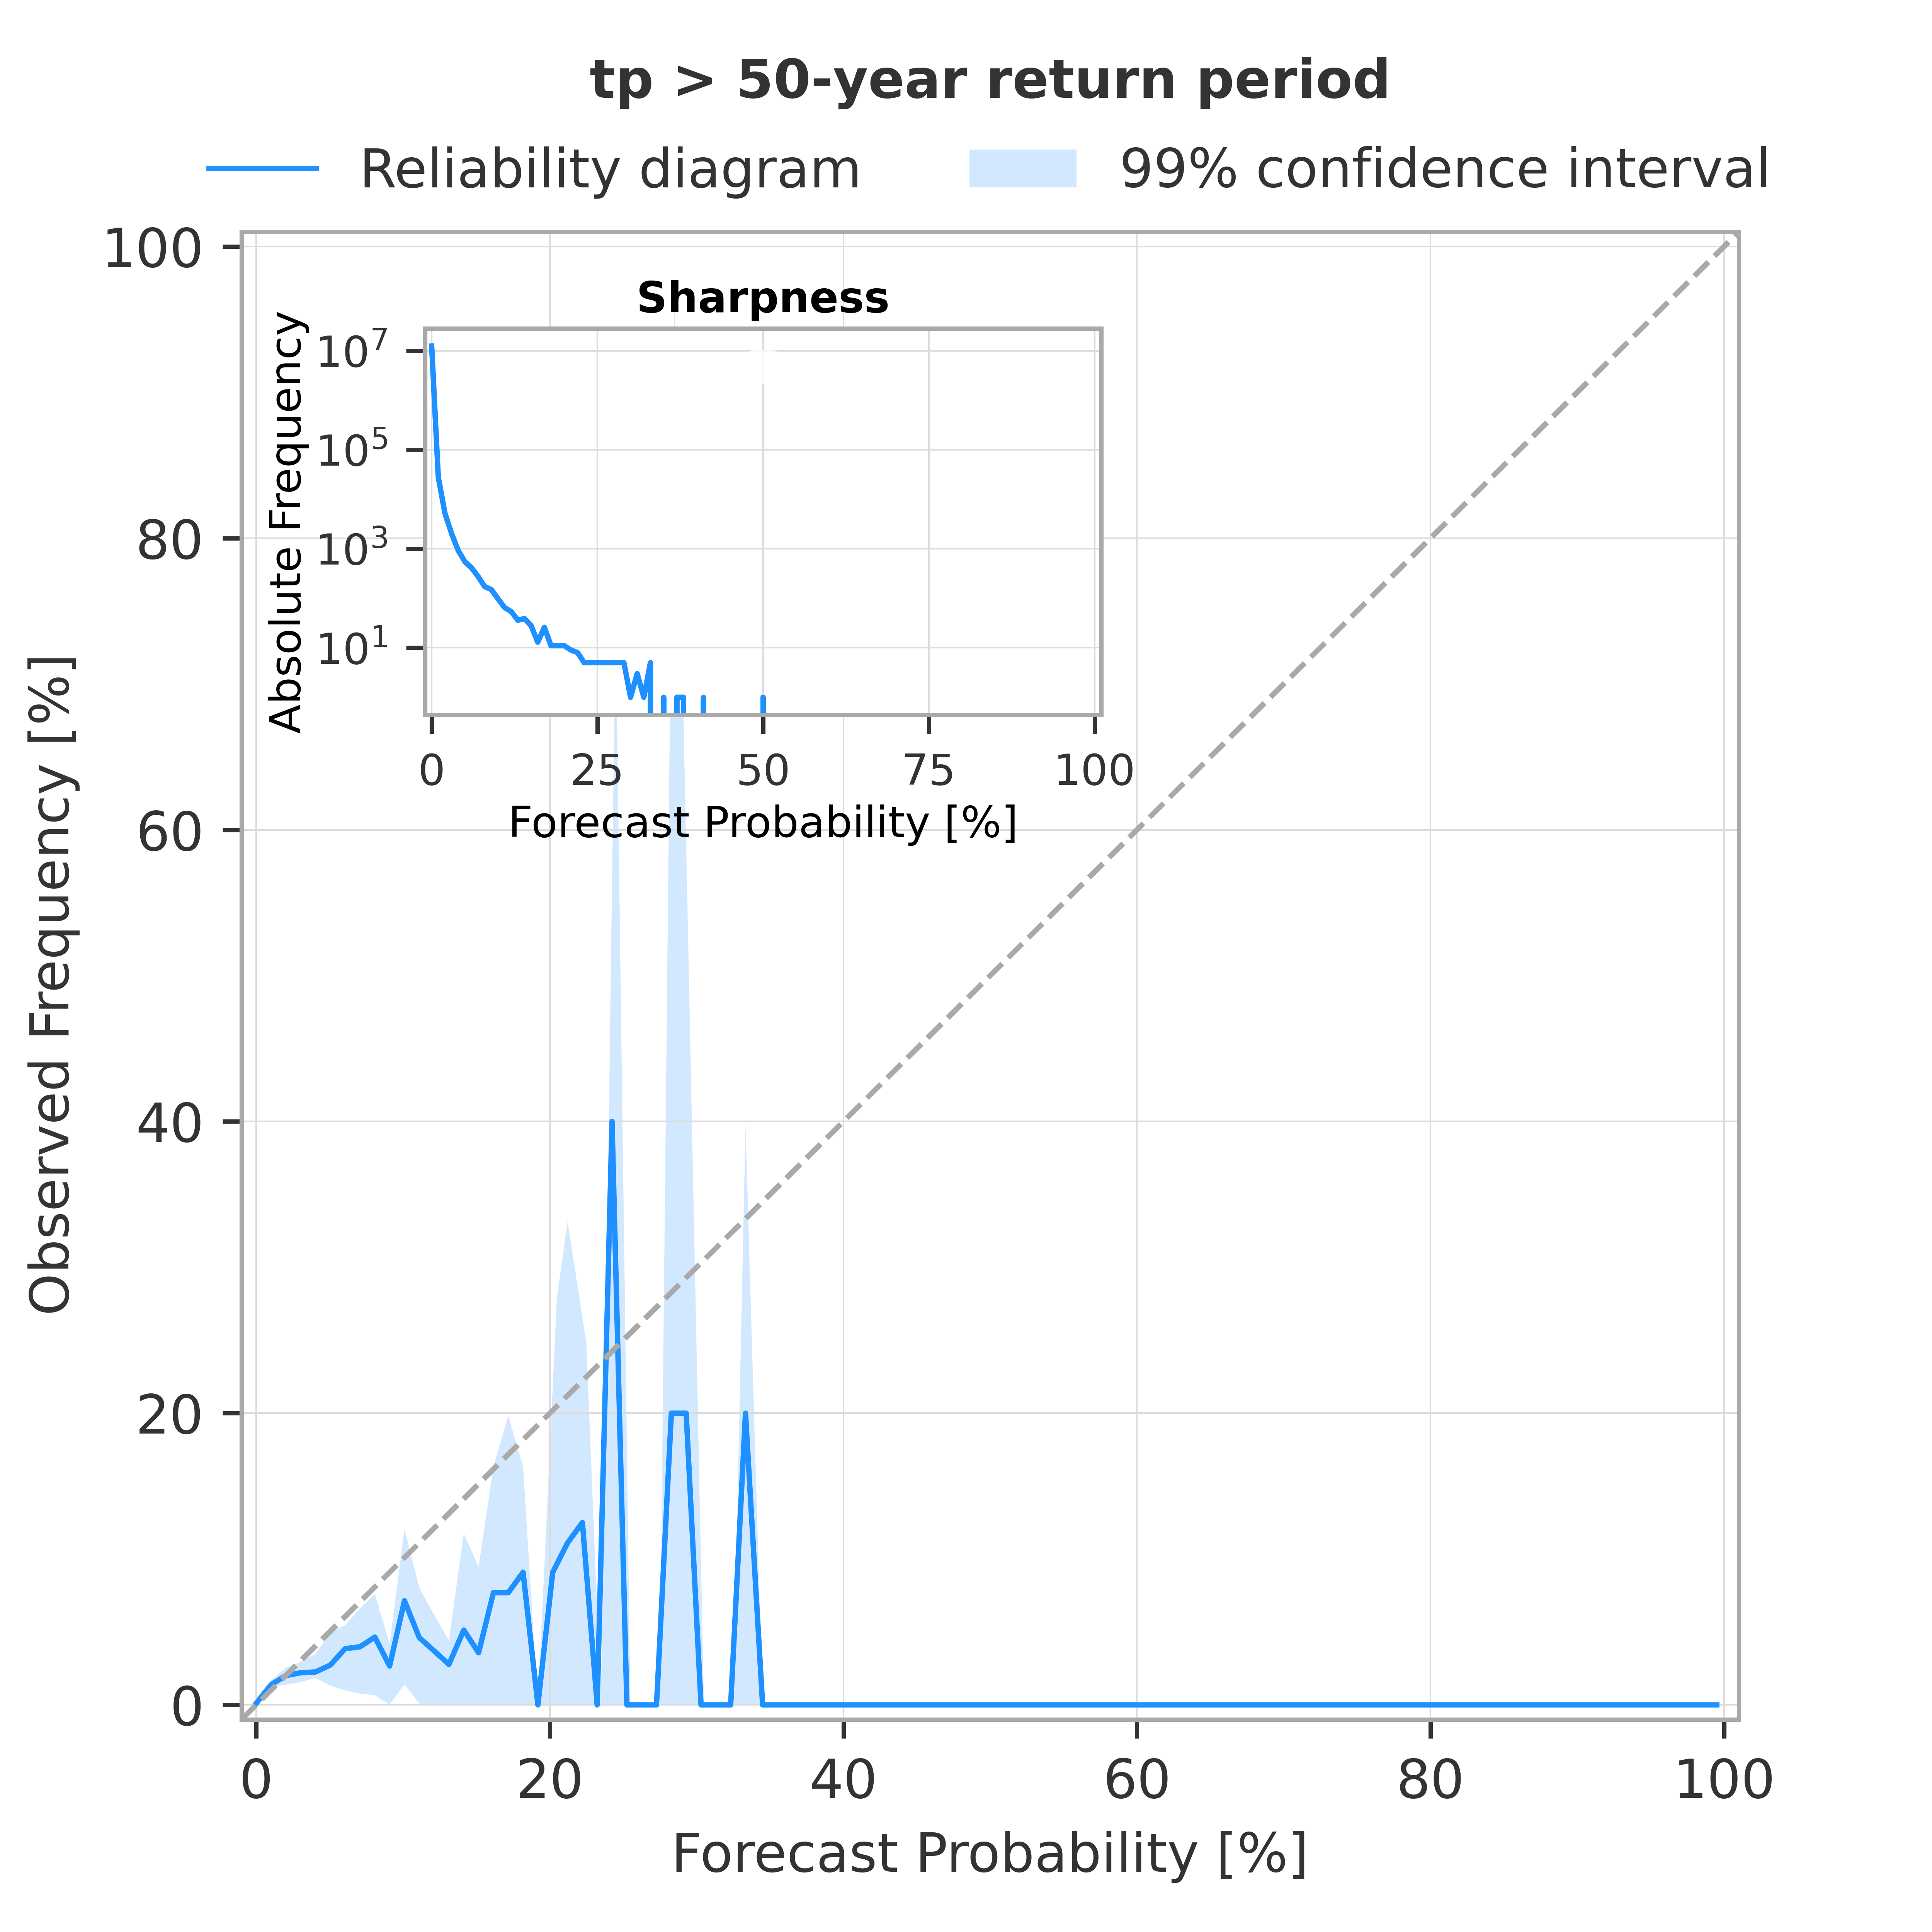 tp > 50-year return period
Reliability diagram
99% confidence interval
100
80
60
40
20
0
Observed Frequency [%]
Sharpness
Absolute Frequency
10⁷
10⁵
10³
10¹
0 25 50 75 100
Forecast Probability [%]
0 20 40 60 80 100
Forecast Probability [%]